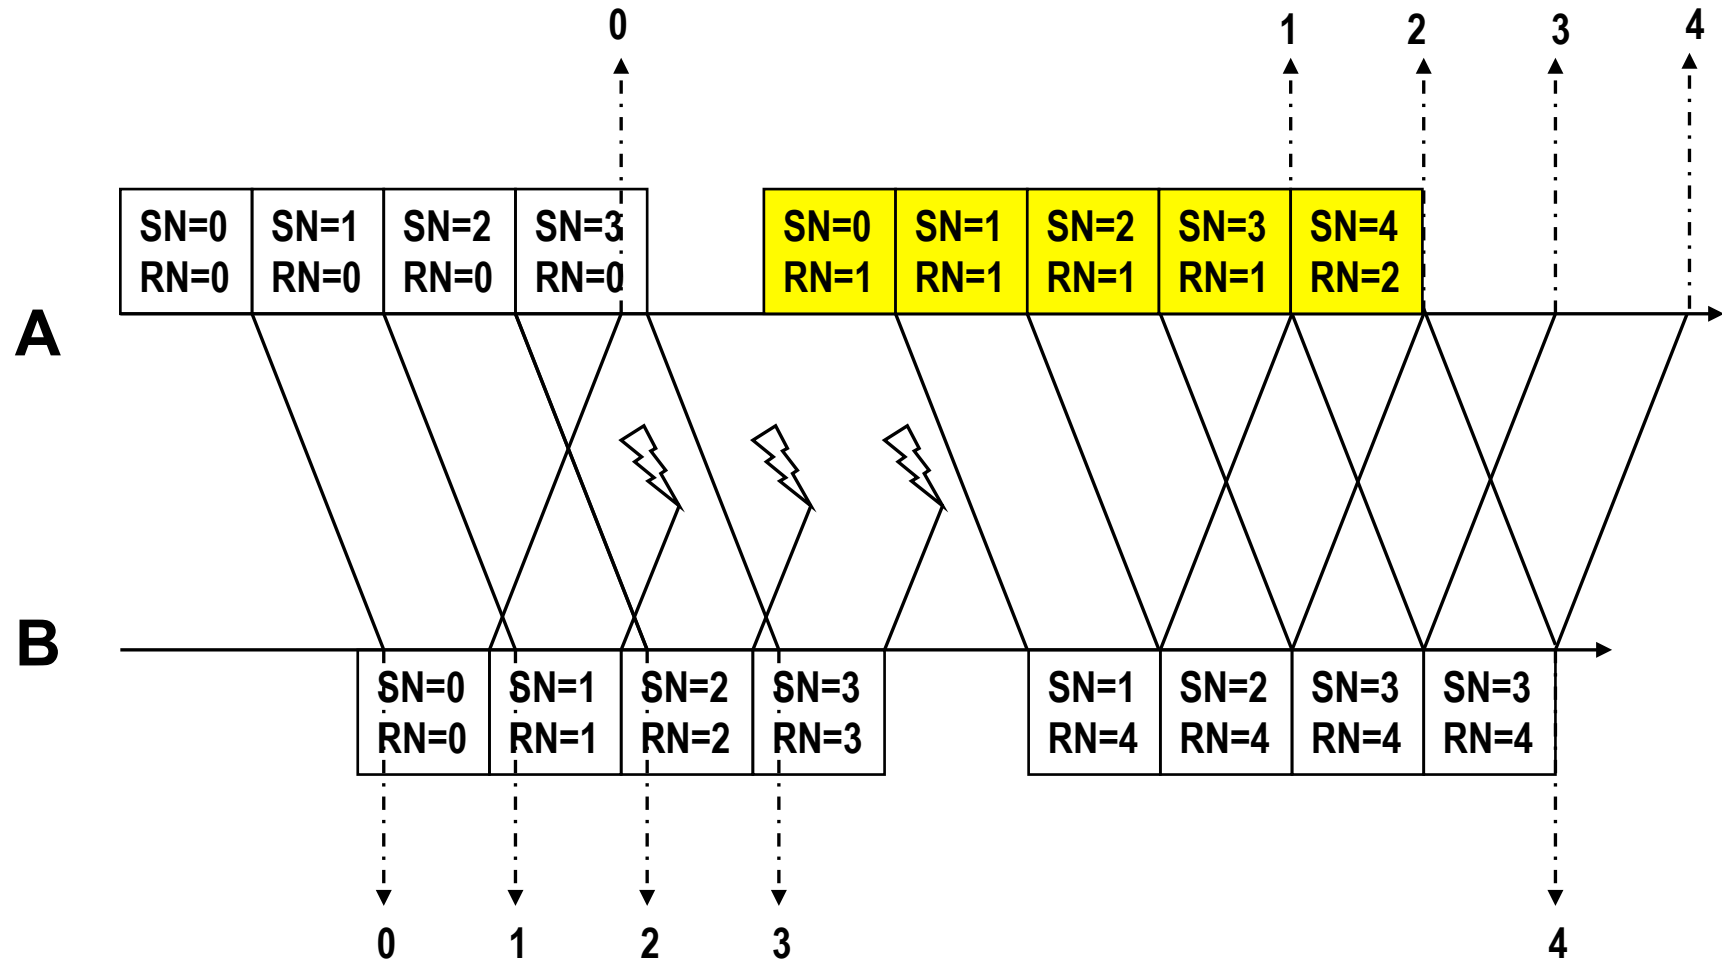 0
1
2
3
4
SN=0
RN=0
SN=1
RN=0
SN=2
RN=0
SN=3
RN=0
SN=0
RN=1
SN=1
RN=1
SN=2
RN=1
SN=3
RN=1
SN=4
RN=2
A
B
SN=0
RN=0
SN=1
RN=1
SN=2
RN=2
SN=3
RN=3
SN=1
RN=4
SN=2
RN=4
SN=3
RN=4
SN=3
RN=4
0
1
2
3
4